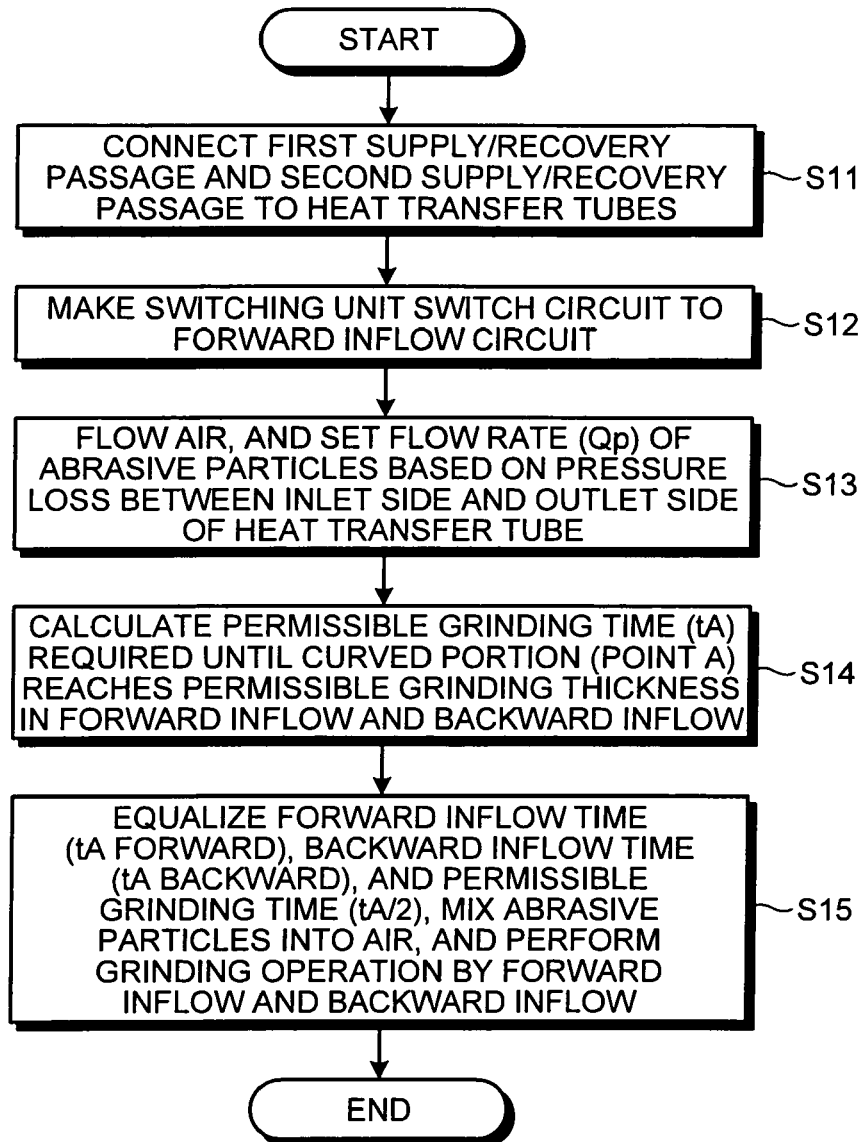 START
CONNECT FIRST SUPPLY/RECOVERY
PASSAGE AND SECOND SUPPLY/RECOVERY
PASSAGE TO HEAT TRANSFER TUBES
S11
MAKE SWITCHING UNIT SWITCH CIRCUIT TO
FORWARD INFLOW CIRCUIT
S12
FLOW AIR, AND SET FLOW RATE (Qp) OF
ABRASIVE PARTICLES BASED ON PRESSURE
LOSS BETWEEN INLET SIDE AND OUTLET SIDE
OF HEAT TRANSFER TUBE
S13
CALCULATE PERMISSIBLE GRINDING TIME (tA)
REQUIRED UNTIL CURVED PORTION (POINT A)
REACHES PERMISSIBLE GRINDING THICKNESS
IN FORWARD INFLOW AND BACKWARD INFLOW
S14
EQUALIZE FORWARD INFLOW TIME
(tA FORWARD), BACKWARD INFLOW TIME
(tA BACKWARD), AND PERMISSIBLE
GRINDING TIME (tA/2), MIX ABRASIVE
PARTICLES INTO AIR, AND PERFORM
GRINDING OPERATION BY FORWARD
INFLOW AND BACKWARD INFLOW
S15
END